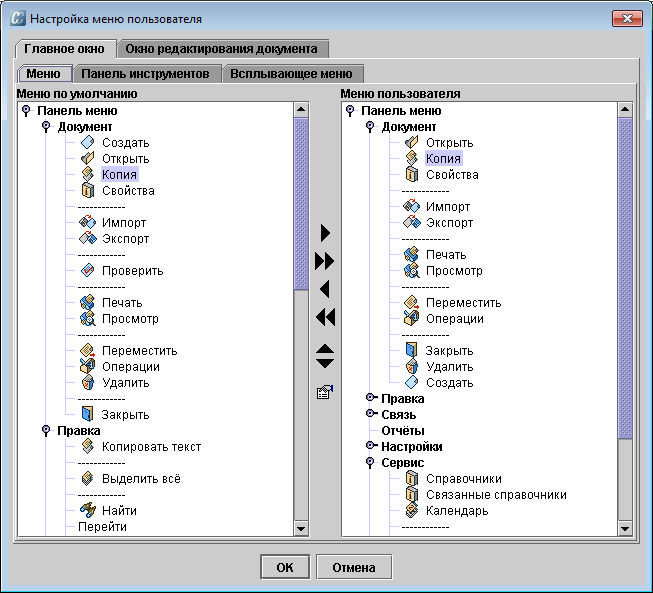 Настройка меню пользователя
Главное окно
Окно редактирования документа
Меню
Панель инструментов
Всплывающее меню
Меню по умолчанию
Панель меню
Документ
Создать
Открыть
Копия
Свойства
------------
Импорт
Экспорт
------------
Проверить
------------
Печать
Просмотр
------------
Переместить
Операции
Удалить
------------
Закрыть
Правка
Копировать текст
------------
Выделить всё
------------
Найти
Перейти
Меню пользователя
Панель меню
Документ
Открыть
Копия
Свойства
------------
Импорт
Экспорт
------------
Печать
Просмотр
------------
Переместить
Операции
------------
Закрыть
Удалить
Создать
Правка
Связь
Отчёты
Настройки
Сервис
Справочники
Связанные справочники
Календарь
------------
OK
Отмена